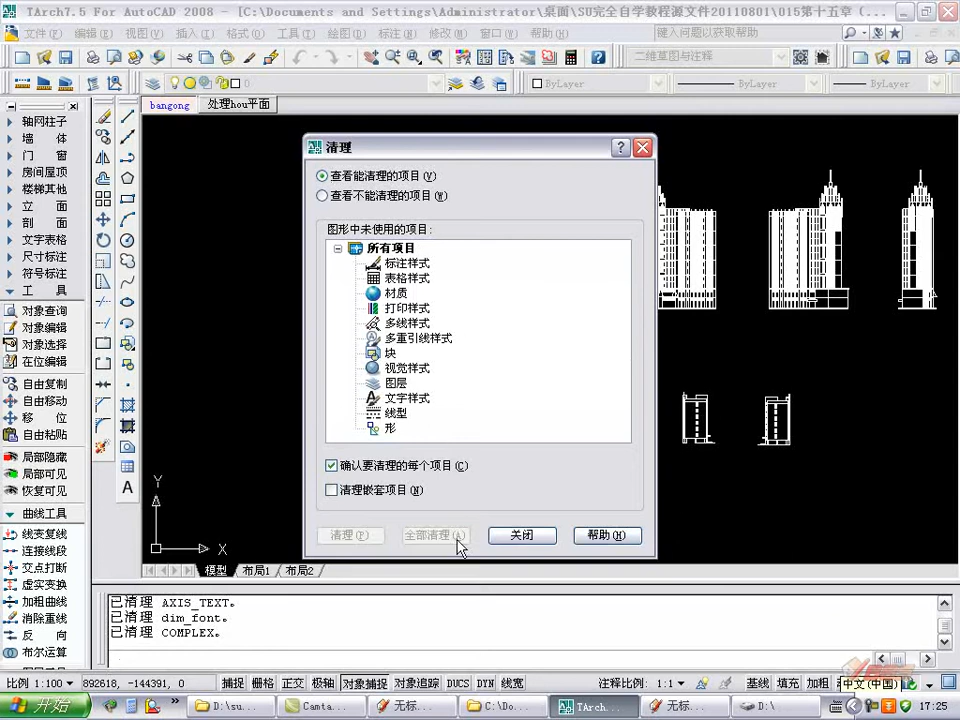 TArch7.5 For AutoCAD 2008 - [C:\Documents and Settings\Administrator\桌面\SU完全自学教程源文件20110801\015第十五章 (...
文件(F) 编辑(E) 视图(V) 插入(I) 格式(O) 工具(T) 绘图(D) 标注(N) 修改(M) 窗口(W) 帮助(H) 键入问题以获取帮助
二维草图与注释
0 ByLayer ByLayer ByLayer
bangong 处理hou平面
轴网柱子
墙 体
门 窗
房间屋顶
楼梯其他
立 面
剖 面
文字表格
尺寸标注
符号标注
工 具
对象查询
对象编辑
对象选择
在位编辑
自由复制
自由移动
移 位
自由粘贴
局部隐藏
局部可见
恢复可见
曲线工具
线变复线
连接线段
交点打断
虚实变换
加粗曲线
消除重线
反 向
布尔运算
清理
查看能清理的项目(V)
查看不能清理的项目(W)
图形中未使用的项目:
所有项目
标注样式
表格样式
材质
打印样式
多线样式
多重引线样式
块
视觉样式
图层
文字样式
线型
形
确认要清理的每个项目(C)
清理嵌套项目(N)
清理(P) 全部清理(A) 关闭 帮助(H)
Y
X
模型 布局1 布局2
已清理 AXIS_TEXT。
已清理 dim_font。
已清理 COMPLEX。
比例 1:100 892618, -144391, 0 捕捉 栅格 正交 极轴 对象捕捉 对象追踪 DUCS DYN 线宽 注释比例: 1:1 基线 填充 加粗
中文(中国)
开始 D:\su... Camta... 无标... C:\Do... TArch... 无标... D:\ 17:25